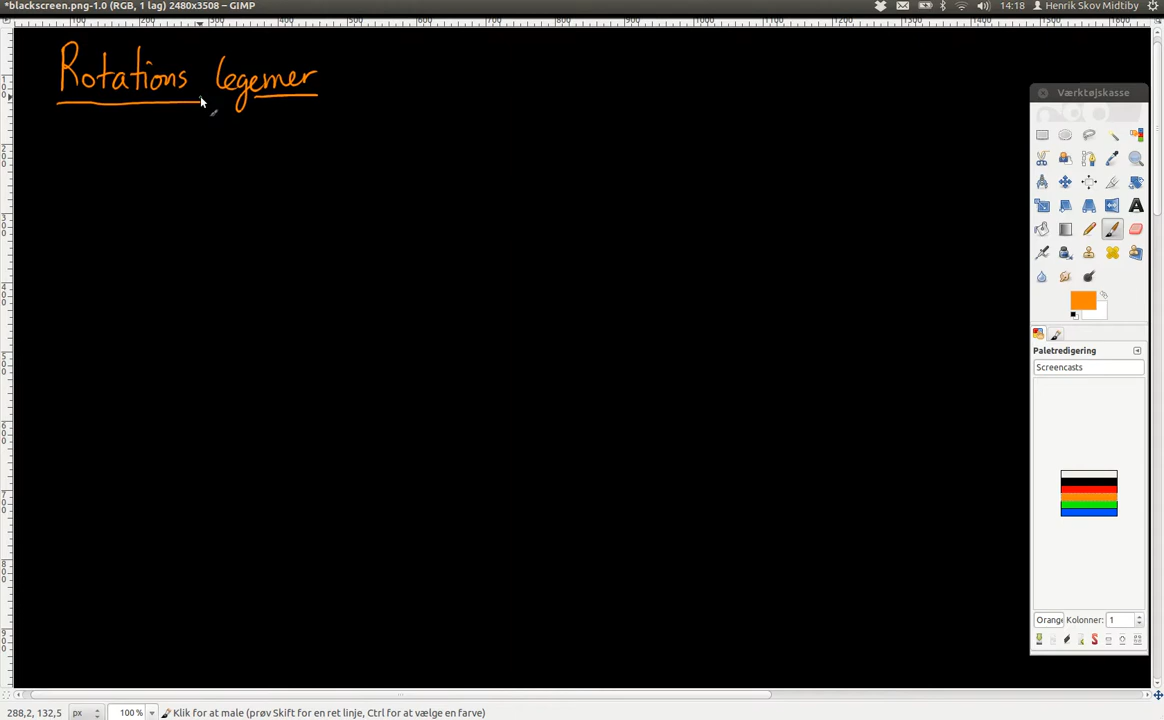 *blackscreen.png-1.0 (RGB, 1 lag) 2480x3508 – GIMP
14:18
Henrik Skov Midtiby
Rotations legemer
Værktøjskasse
Paletredigering
Screencasts
Orange
Kolonner: 1
288,2, 132,5
px
100%
Klik for at male (prøv Skift for en ret linje, Ctrl for at vælge en farve)